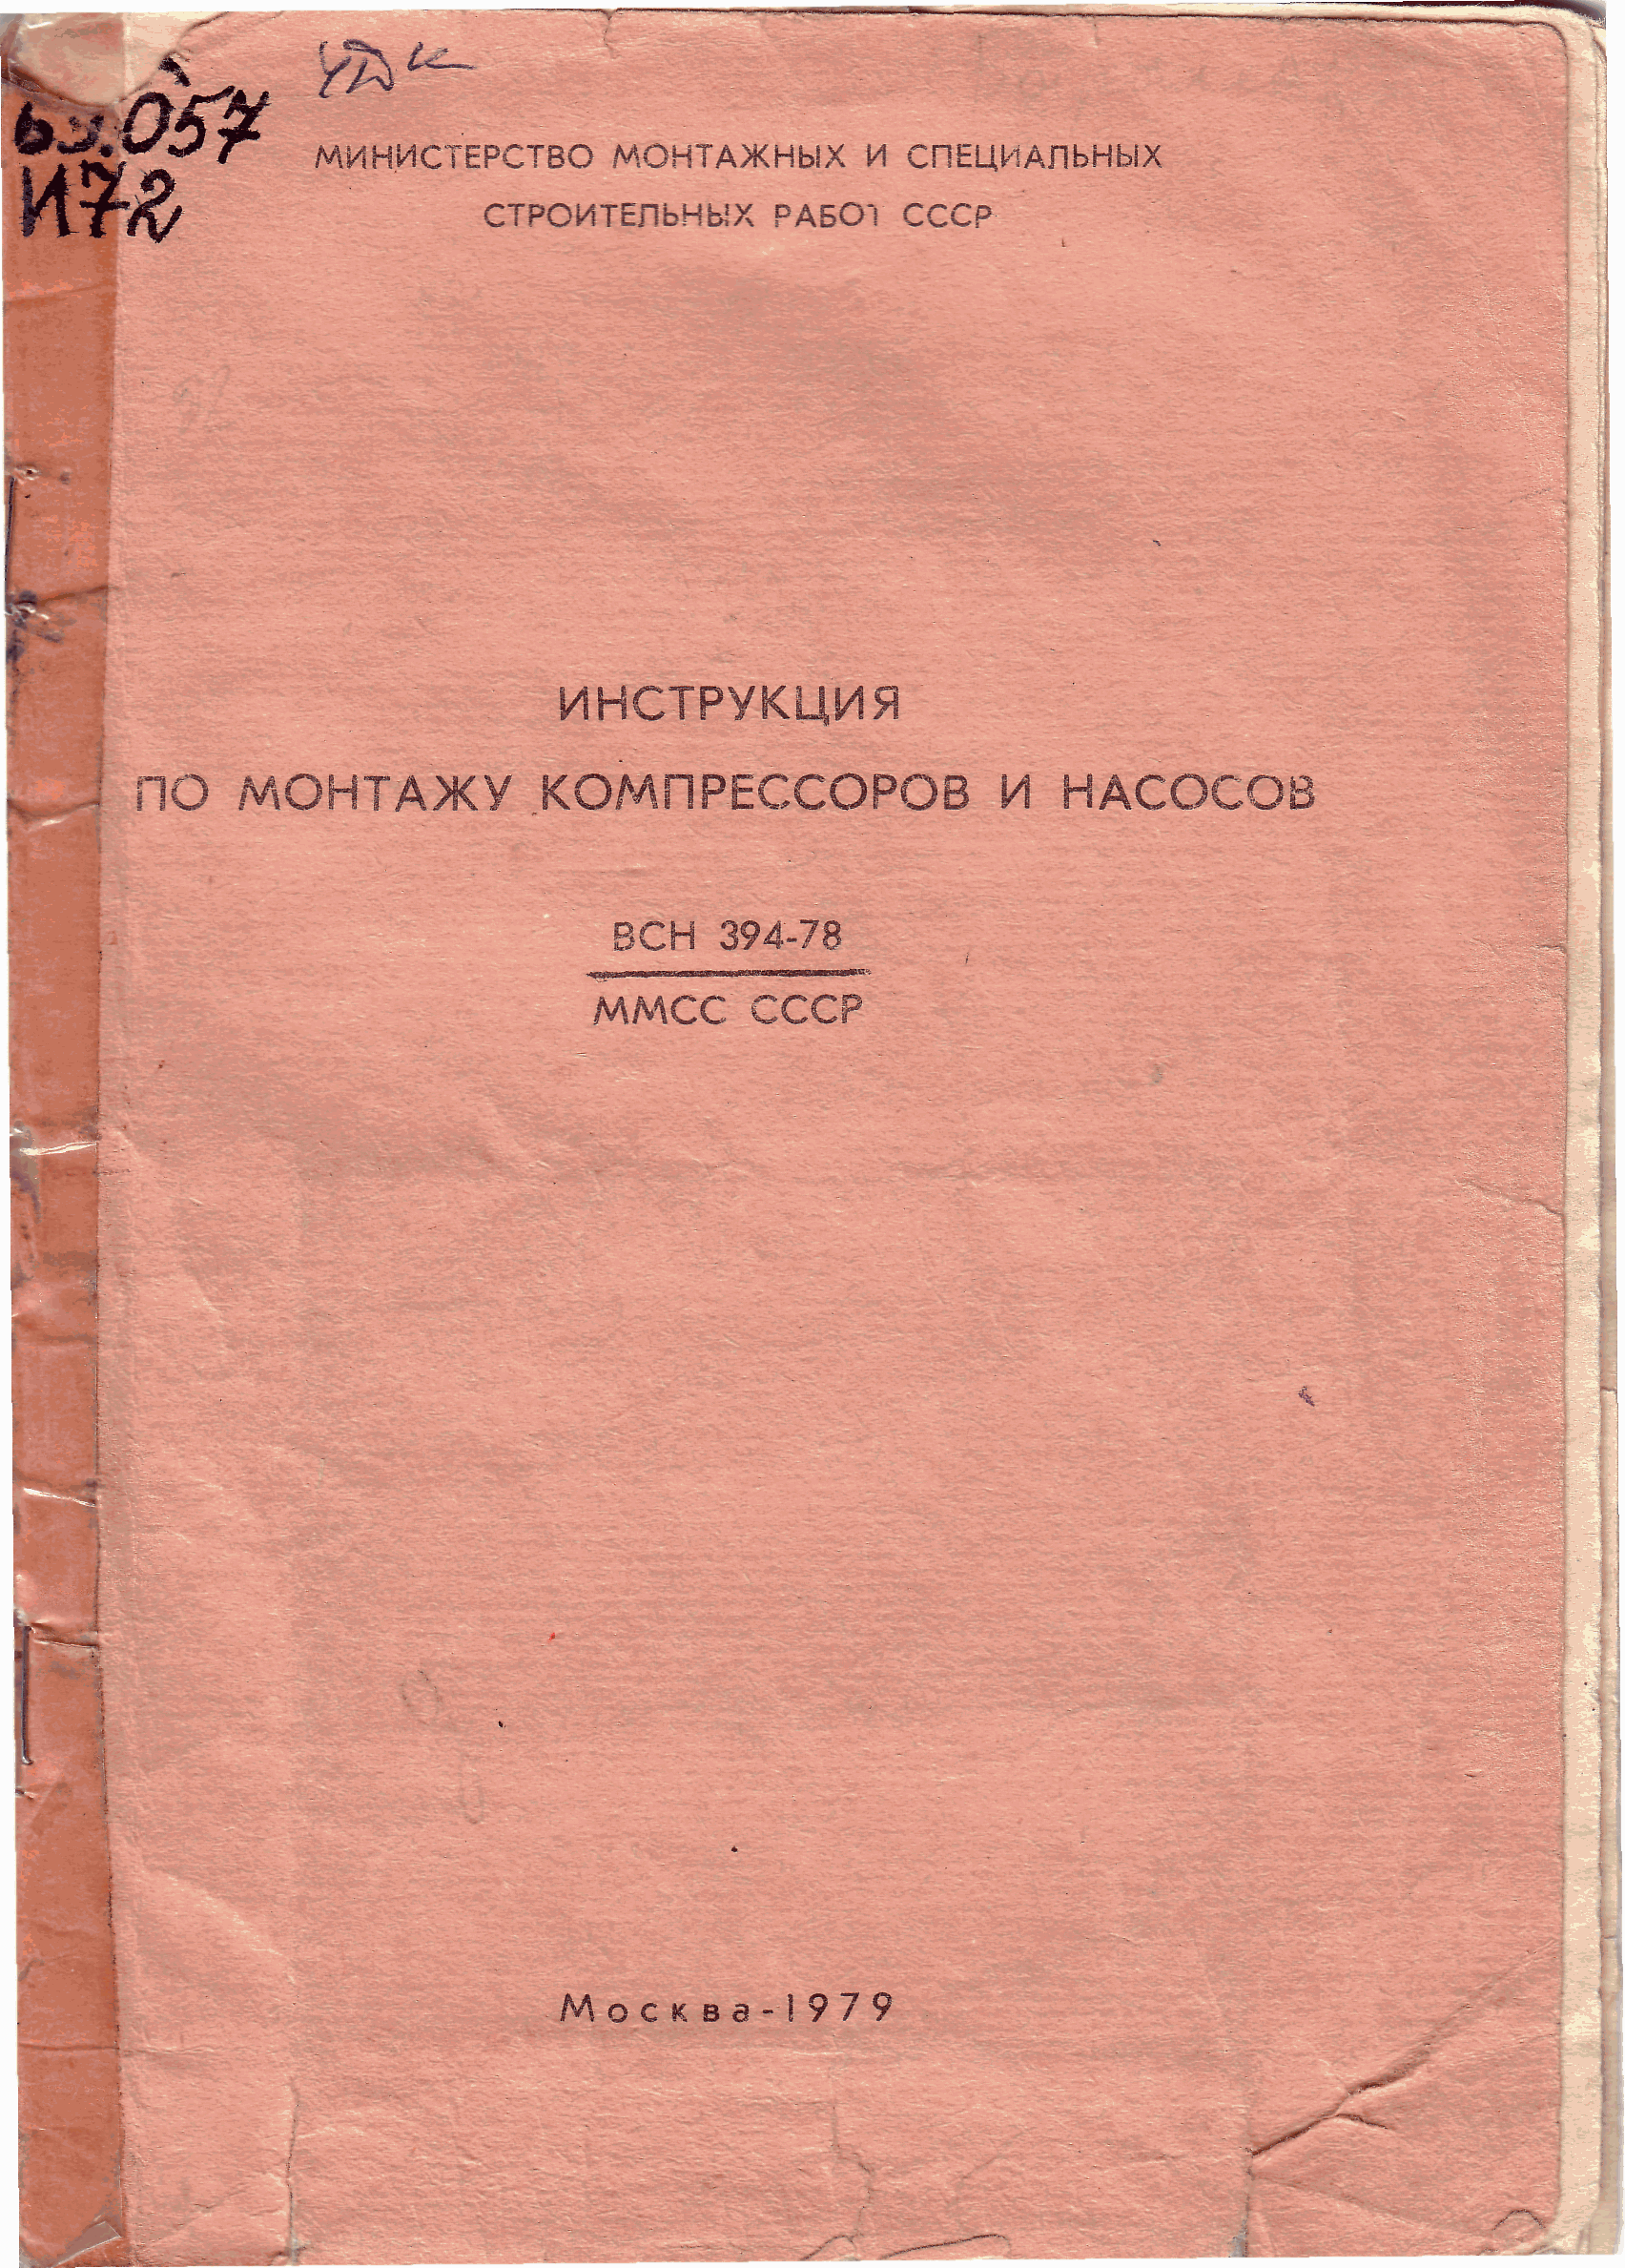 УДК
.057
И72
МИНИСТЕРСТВО МОНТАЖНЫХ И СПЕЦИАЛЬНЫХ
СТРОИТЕЛЬНЫХ РАБОТ СССР
ИНСТРУКЦИЯ
ПО МОНТАЖУ КОМПРЕССОРОВ И НАСОСОВ
ВСН 394-78
ММСС СССР
Москва-1979